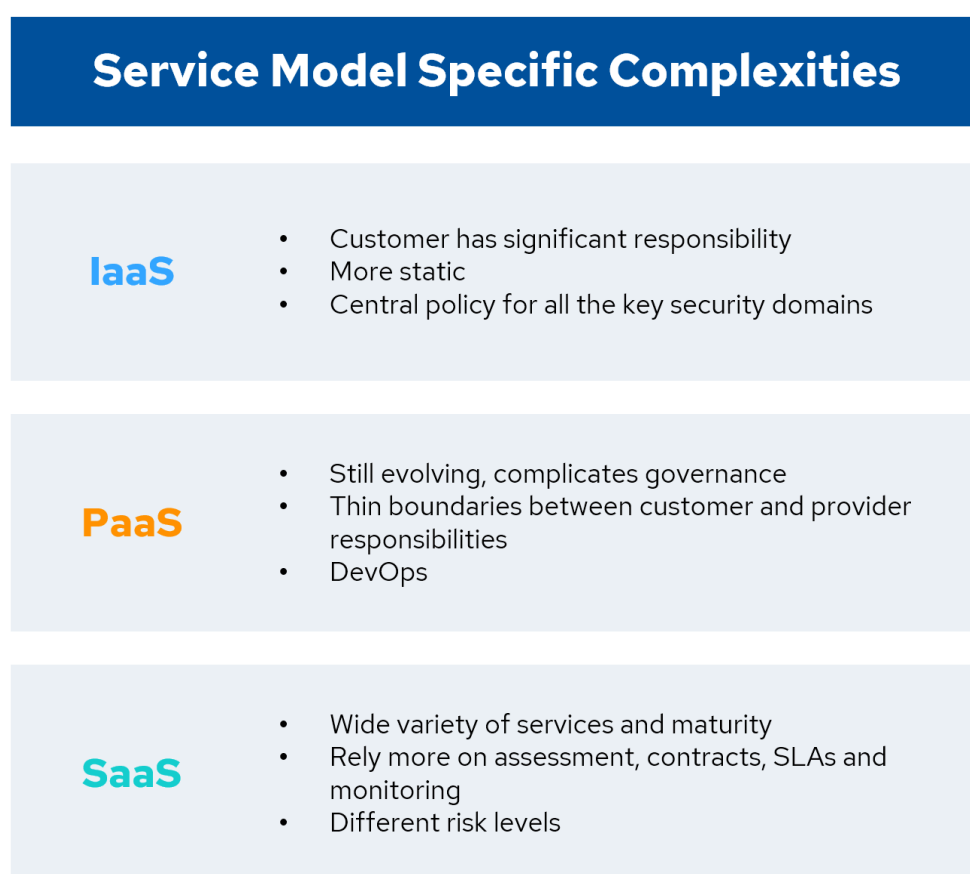 Service Model Specific Complexities
IaaS
• Customer has significant responsibility
• More static
• Central policy for all the key security domains
PaaS
• Still evolving, complicates governance
• Thin boundaries between customer and provider
responsibilities
• DevOps
SaaS
• Wide variety of services and maturity
• Rely more on assessment, contracts, SLAs and
monitoring
• Different risk levels